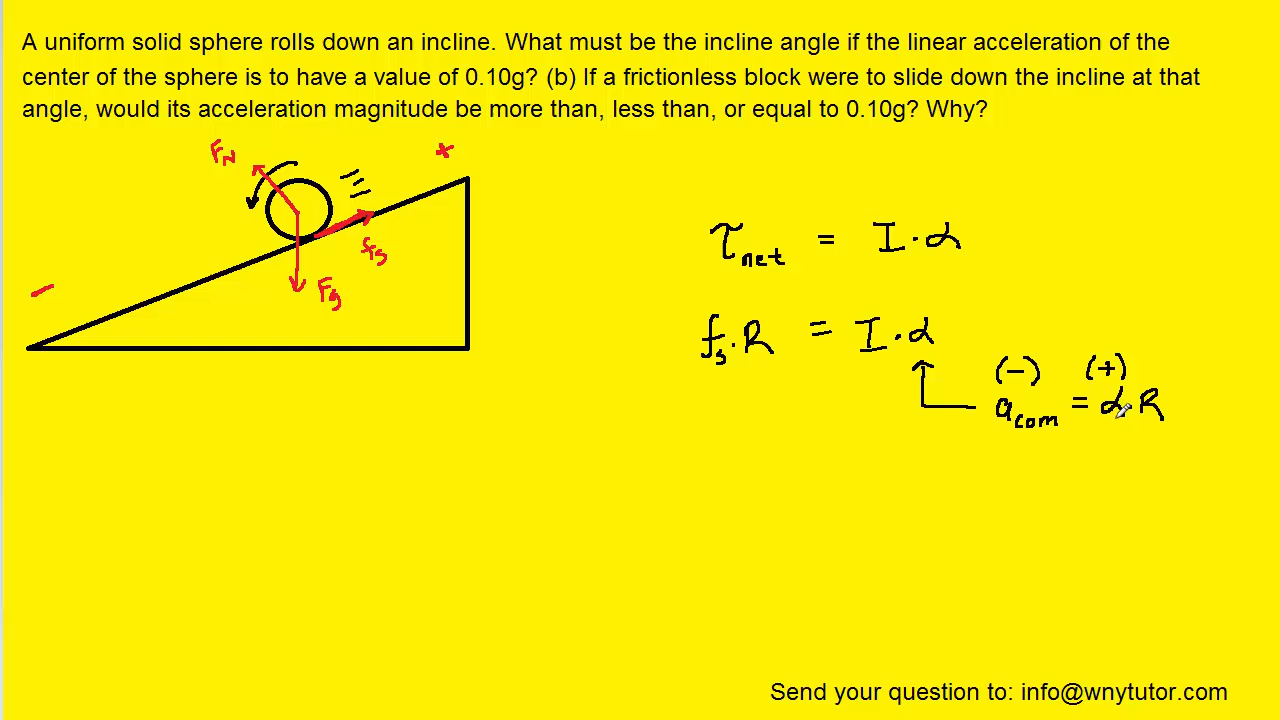 A uniform solid sphere rolls down an incline. What must be the incline angle if the linear acceleration of the
center of the sphere is to have a value of 0.10g? (b) If a frictionless block were to slide down the incline at that
angle, would its acceleration magnitude be more than, less than, or equal to 0.10g? Why?
FN
+
fs
Fg
−
τnet = I·α
fs·R = I·α
(−) (+)
acom = α·R
Send your question to: info@wnytutor.com